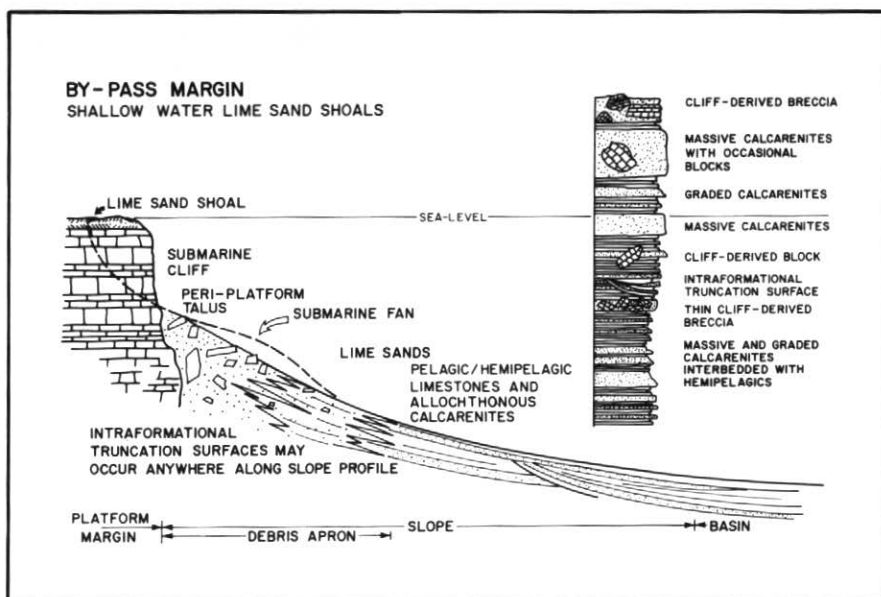 BY-PASS MARGIN
SHALLOW WATER LIME SAND SHOALS
LIME SAND SHOAL
SEA-LEVEL
SUBMARINE
CLIFF
PERI-PLATFORM
TALUS
SUBMARINE FAN
LIME SANDS
PELAGIC/HEMIPELAGIC
LIMESTONES AND
ALLOCHTHONOUS
CALCARENITES
INTRAFORMATIONAL
TRUNCATION SURFACES MAY
OCCUR ANYWHERE ALONG SLOPE PROFILE
PLATFORM
MARGIN
DEBRIS APRON
SLOPE
BASIN
CLIFF-DERIVED BRECCIA
MASSIVE CALCARENITES
WITH OCCASIONAL
BLOCKS
GRADED CALCARENITES
MASSIVE CALCARENITES
CLIFF-DERIVED BLOCK
INTRAFORMATIONAL
TRUNCATION SURFACE
THIN CLIFF-DERIVED
BRECCIA
MASSIVE AND GRADED
CALCARENITES
INTERBEDDED WITH
HEMIPELAGICS